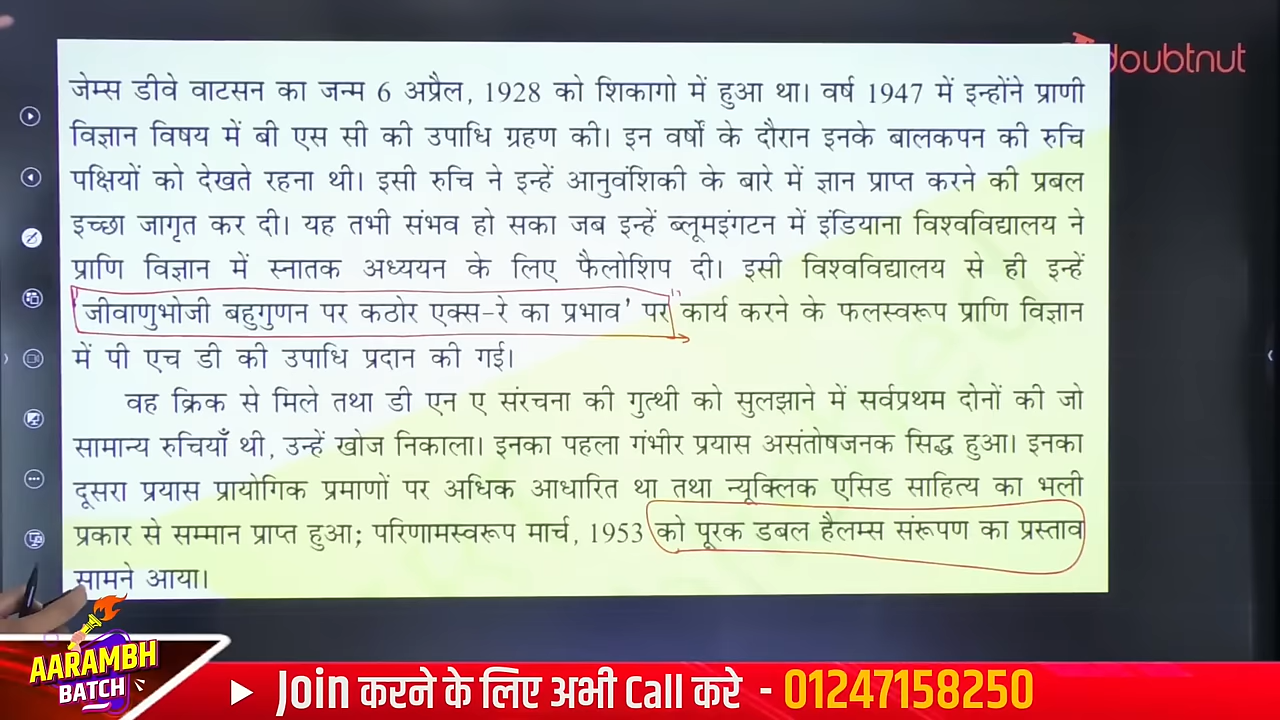 doubtnut
जेम्स डीवे वाटसन का जन्म 6 अप्रैल, 1928 को शिकागो में हुआ था। वर्ष 1947 में इन्होंने प्राणी
विज्ञान विषय में बी एस सी की उपाधि ग्रहण की। इन वर्षों के दौरान इनके बालकपन की रुचि
पक्षियों को देखते रहना थी। इसी रुचि ने इन्हें आनुवंशिकी के बारे में ज्ञान प्राप्त करने की प्रबल
इच्छा जागृत कर दी। यह तभी संभव हो सका जब इन्हें ब्लूमइंगटन में इंडियाना विश्वविद्यालय ने
प्राणि विज्ञान में स्नातक अध्ययन के लिए फैलोशिप दी। इसी विश्वविद्यालय से ही इन्हें
'जीवाणुभोजी बहुगुणन पर कठोर एक्स-रे का प्रभाव' पर कार्य करने के फलस्वरूप प्राणि विज्ञान
में पी एच डी की उपाधि प्रदान की गई।
वह क्रिक से मिले तथा डी एन ए संरचना की गुत्थी को सुलझाने में सर्वप्रथम दोनों की जो
सामान्य रुचियाँ थी, उन्हें खोज निकाला। इनका पहला गंभीर प्रयास असंतोषजनक सिद्ध हुआ। इनका
दूसरा प्रयास प्रायोगिक प्रमाणों पर अधिक आधारित था तथा न्यूक्लिक एसिड साहित्य का भली
प्रकार से सम्मान प्राप्त हुआ; परिणामस्वरूप मार्च, 1953 को पूरक डबल हैलम्स संरूपण का प्रस्ताव
सामने आया।
AARAMBH
BATCH
Join करने के लिए अभी Call करे - 01247158250